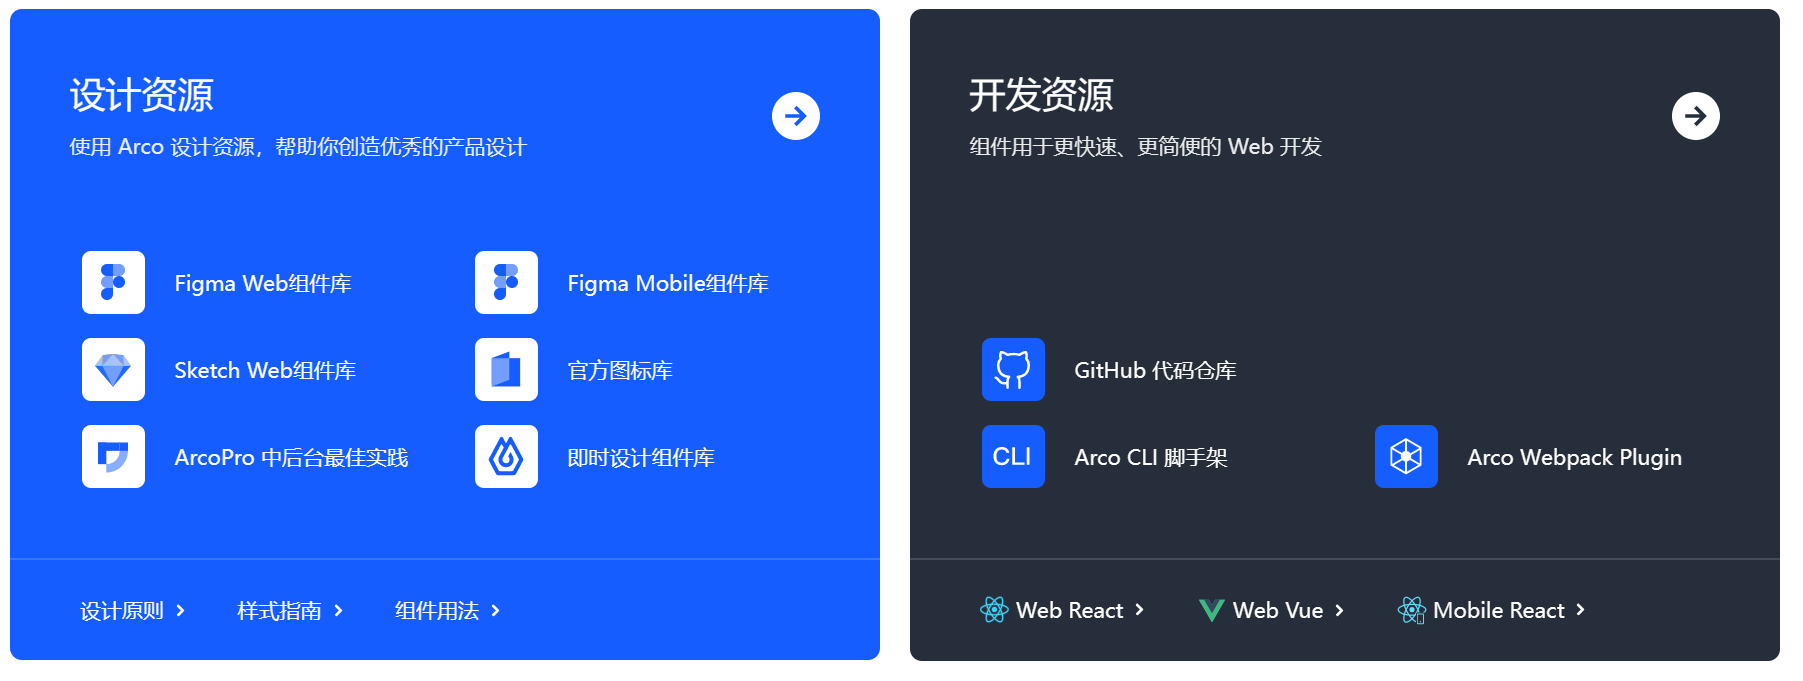 设计资源
使用 Arco 设计资源，帮助你创造优秀的产品设计
Figma Web组件库
Figma Mobile组件库
Sketch Web组件库
官方图标库
ArcoPro 中后台最佳实践
即时设计组件库
设计原则
样式指南
组件用法
开发资源
组件用于更快速、更简便的 Web 开发
GitHub 代码仓库
CLI
Arco CLI 脚手架
Arco Webpack Plugin
Web React
Web Vue
Mobile React